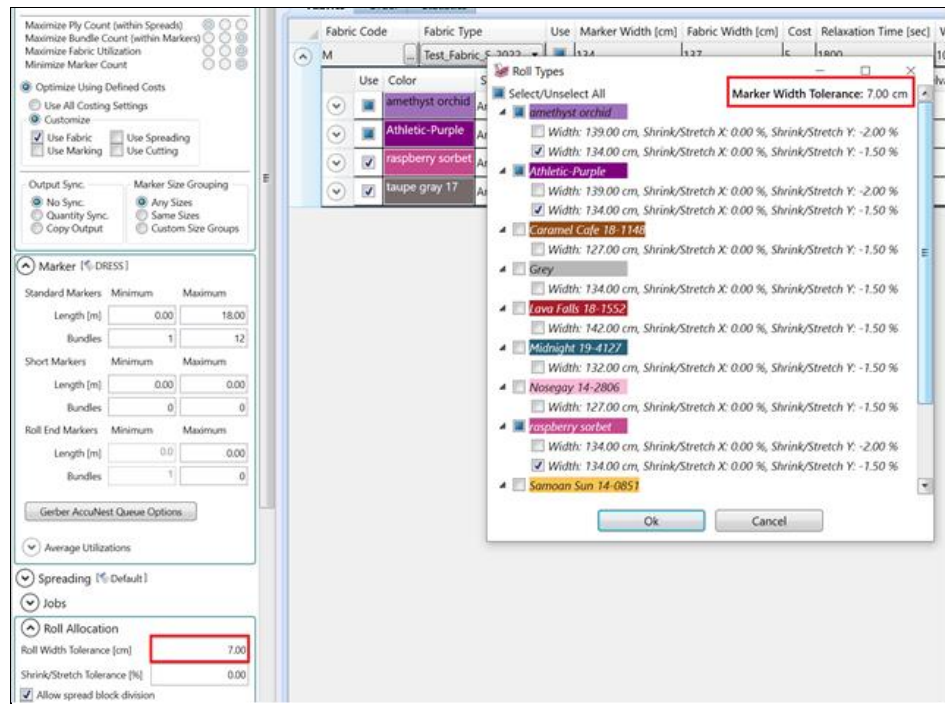 Maximize Ply Count (within Spreads)
Maximize Bundle Count (within Markers)
Maximize Fabric Utilization
Minimize Marker Count
Optimize Using Defined Costs
Use All Costing Settings
Customize
Use Fabric Use Spreading
Use Marking Use Cutting
Output Sync. Marker Size Grouping
No Sync. Any Sizes
Quantity Sync. Same Sizes
Copy Output Custom Size Groups
Marker [DRESS]
Standard Markers Minimum Maximum
Length [m] 0.00 18.00
Bundles 1 12
Short Markers Minimum Maximum
Length [m] 0.00 0.00
Bundles 0 0
Roll End Markers Minimum Maximum
Length [m] 0.0 0.00
Bundles 1 0
Gerber AccuNest Queue Options
Average Utilizations
Spreading [Default]
Jobs
Roll Allocation
Roll Width Tolerance [cm] 7.00
Shrink/Stretch Tolerance [%] 0.00
Allow spread block division
Fabric Code Fabric Type Use Marker Width [cm] Fabric Width [cm] Cost Relaxation Time [sec]
M ... Test_Fabric_S_2022 134 137 5 1800
Use Color
amethyst orchid
Athletic-Purple
raspberry sorbet
taupe gray 17
Roll Types
Select/Unselect All Marker Width Tolerance: 7.00 cm
amethyst orchid
Width: 139.00 cm, Shrink/Stretch X: 0.00 %, Shrink/Stretch Y: -2.00 %
Width: 134.00 cm, Shrink/Stretch X: 0.00 %, Shrink/Stretch Y: -1.50 %
Athletic-Purple
Width: 139.00 cm, Shrink/Stretch X: 0.00 %, Shrink/Stretch Y: -2.00 %
Width: 134.00 cm, Shrink/Stretch X: 0.00 %, Shrink/Stretch Y: -1.50 %
Caramel Cafe 18-1148
Width: 127.00 cm, Shrink/Stretch X: 0.00 %, Shrink/Stretch Y: -1.50 %
Grey
Width: 134.00 cm, Shrink/Stretch X: 0.00 %, Shrink/Stretch Y: -1.50 %
Lava Falls 18-1552
Width: 142.00 cm, Shrink/Stretch X: 0.00 %, Shrink/Stretch Y: -1.50 %
Midnight 19-4127
Width: 132.00 cm, Shrink/Stretch X: 0.00 %, Shrink/Stretch Y: -1.50 %
Nosegay 14-2806
Width: 127.00 cm, Shrink/Stretch X: 0.00 %, Shrink/Stretch Y: -1.50 %
raspberry sorbet
Width: 134.00 cm, Shrink/Stretch X: 0.00 %, Shrink/Stretch Y: -2.00 %
Width: 134.00 cm, Shrink/Stretch X: 0.00 %, Shrink/Stretch Y: -1.50 %
Samoan Sun 14-0851
Ok Cancel